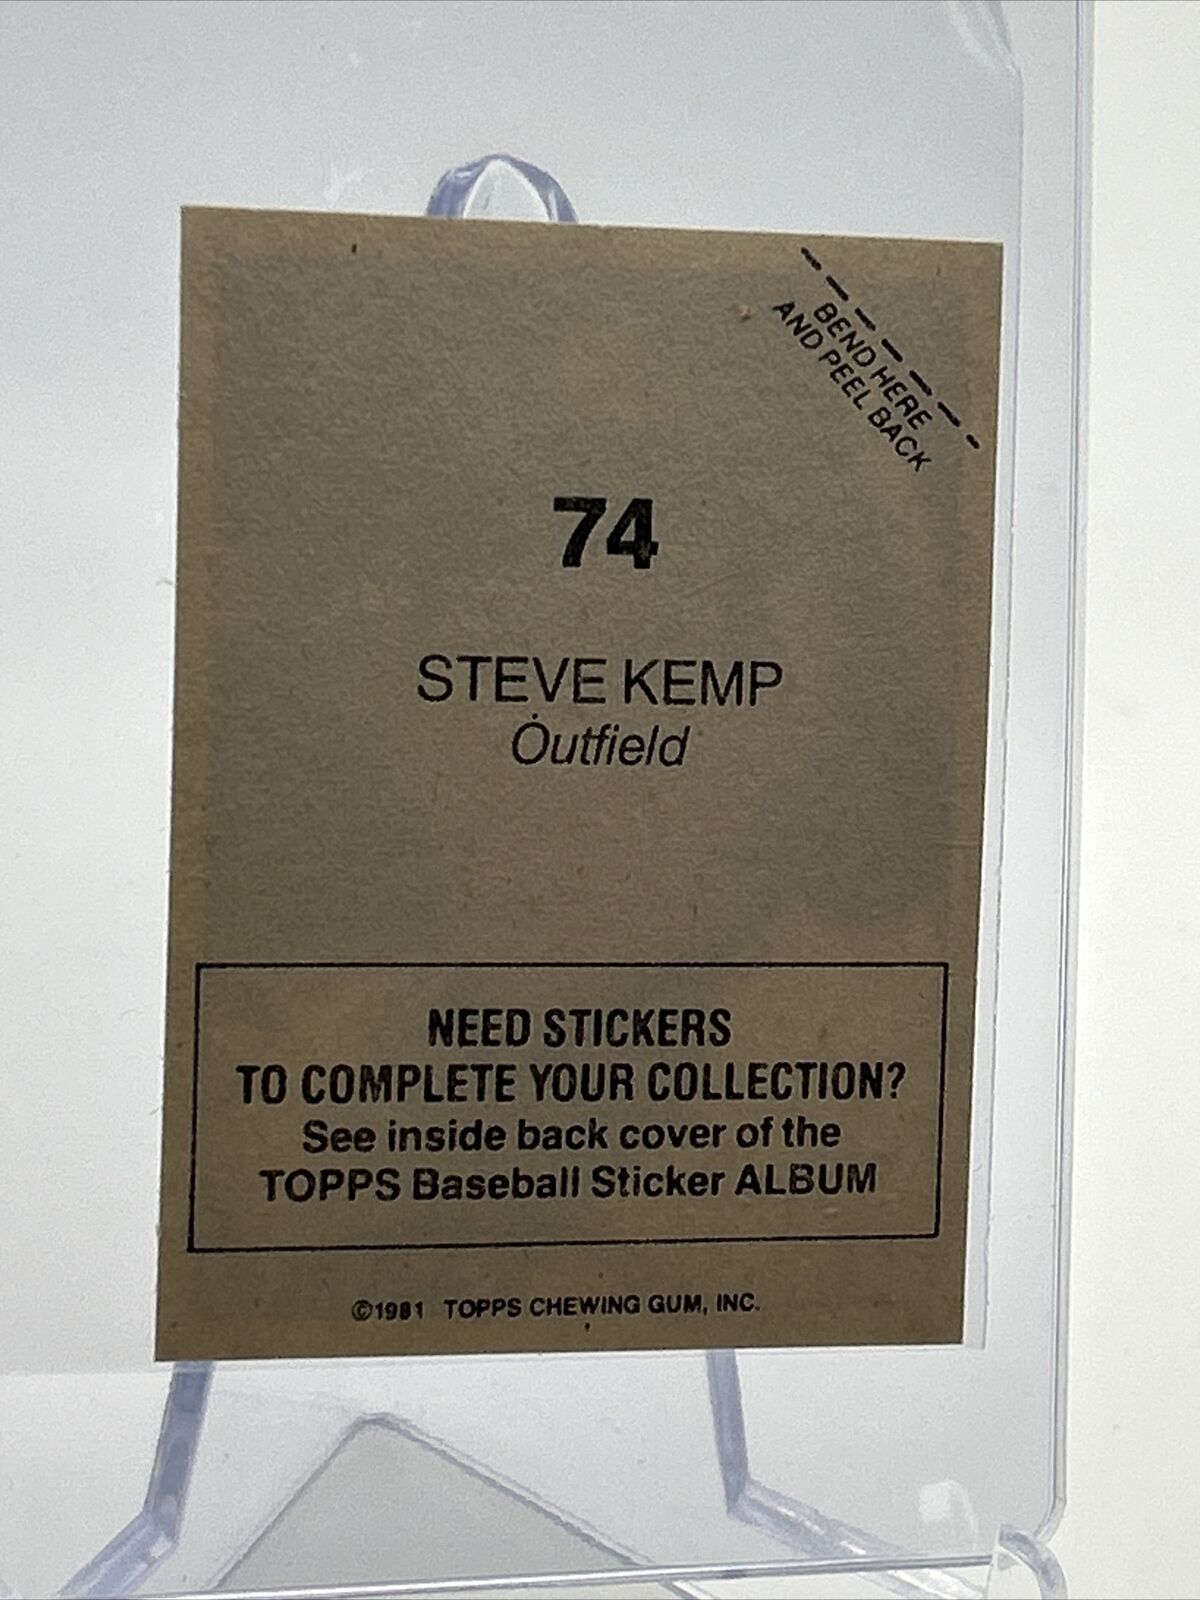 BEND HERE
AND PEEL BACK
74
STEVE KEMP
Outfield
NEED STICKERS
TO COMPLETE YOUR COLLECTION?
See inside back cover of the
TOPPS Baseball Sticker ALBUM
©1981 TOPPS CHEWING GUM, INC.